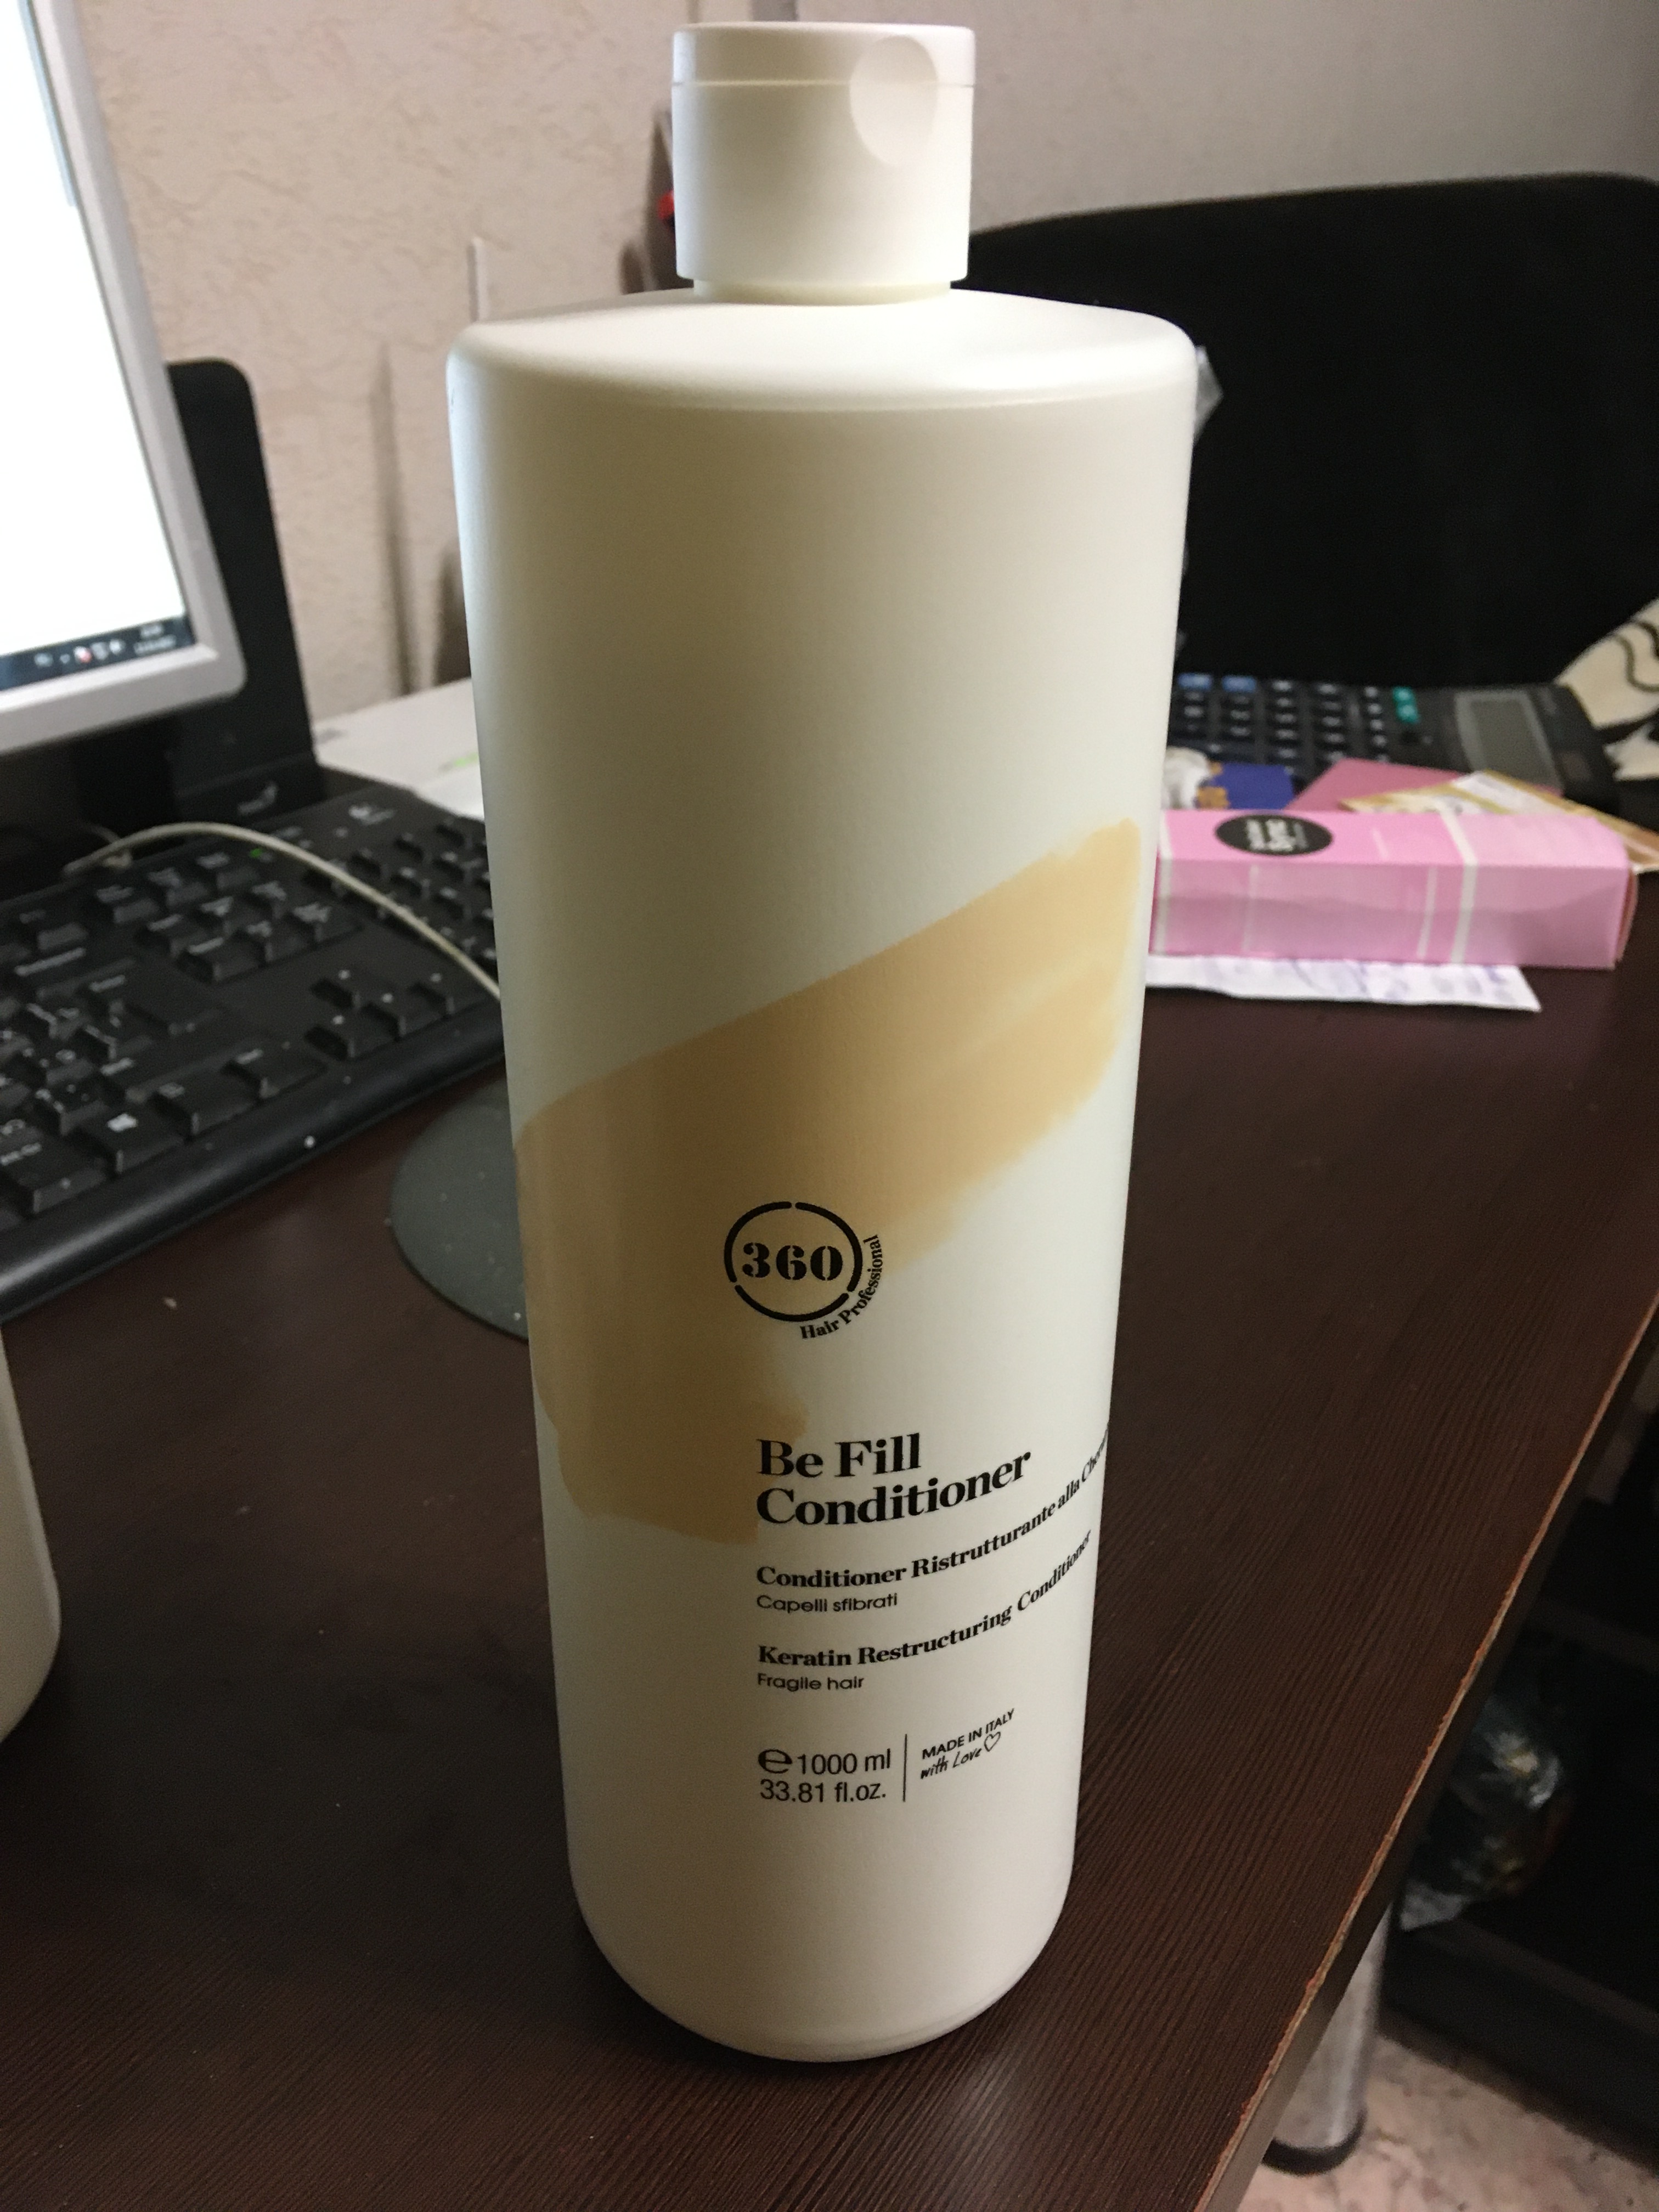 360
Hair Professional
Be Fill
Conditioner
Conditioner Ristrutturante alla
Capelli sfibrati
Keratin Restructuring Conditioner
Fragile hair
e 1000 ml
33.81 fl.oz.
MADE IN ITALY
with Love